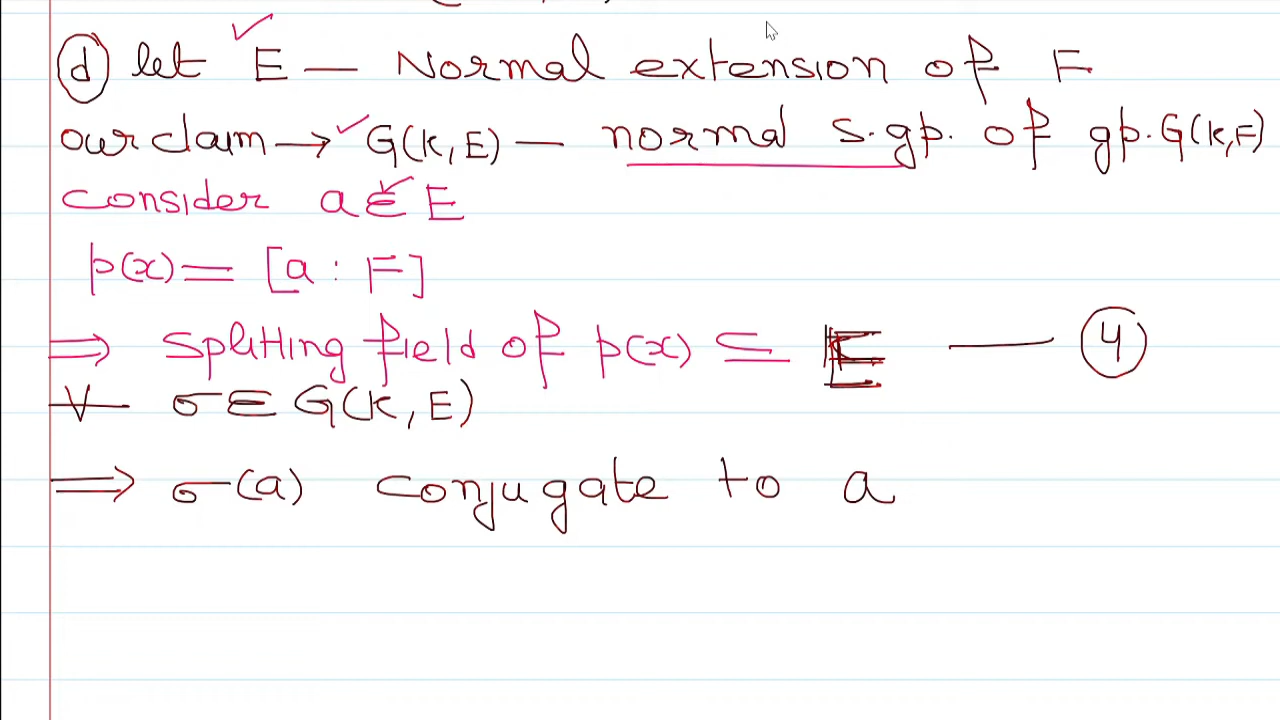 (d) let E — Normal extension of F
our claim → G(K, E) — normal s.gp. of gp. G(K,F)
consider a ∈ E
p(x) = [a : F]
⇒ splitting field of p(x) ⊆ E — (4)
∀ σ ∈ G(K, E)
⇒ σ(a) conjugate to a